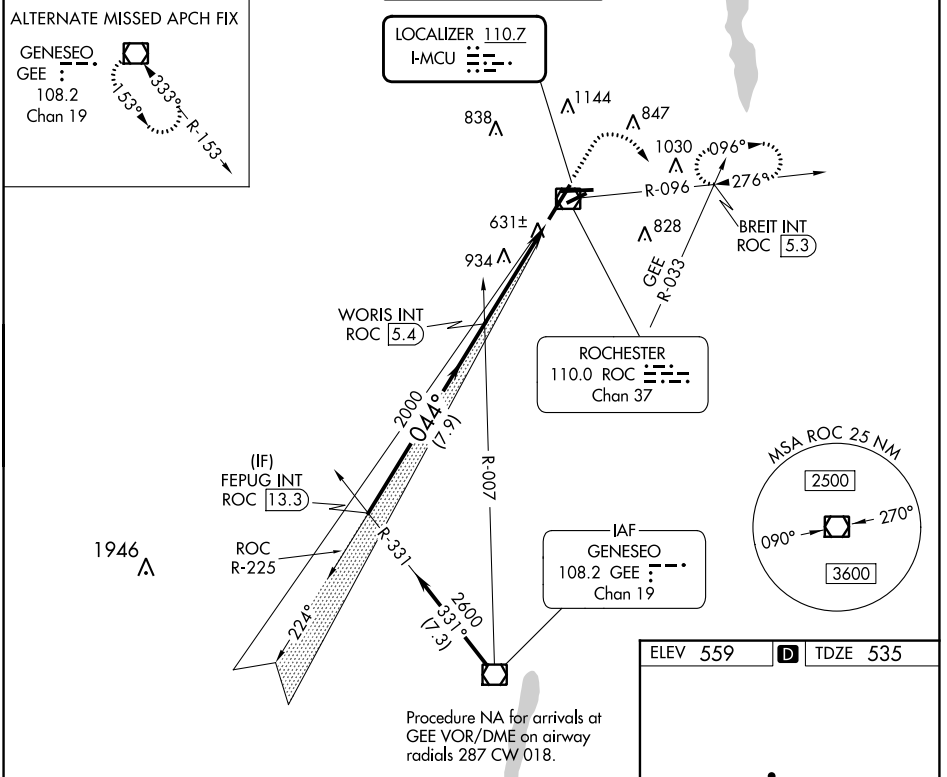 ALTERNATE MISSED APCH FIX
GENESEO
GEE
108.2
Chan 19
153°
333°
R-153
LOCALIZER 110.7
I-MCU
838
1144
847
1030
096°
R-096
276°
BREIT INT
ROC 5.3
828
GEE
R-033
631±
934
WORIS INT
ROC 5.4
ROCHESTER
110.0 ROC
Chan 37
2000
044°
(7.9)
R-007
(IF)
FEPUG INT
ROC 13.3
R-331
ROC
R-225
224°
1946
2600
331°
(7.3)
IAF
GENESEO
108.2 GEE
Chan 19
MSA ROC 25 NM
2500
090°
270°
3600
Procedure NA for arrivals at
GEE VOR/DME on airway
radials 287 CW 018.
ELEV 559 D TDZE 535